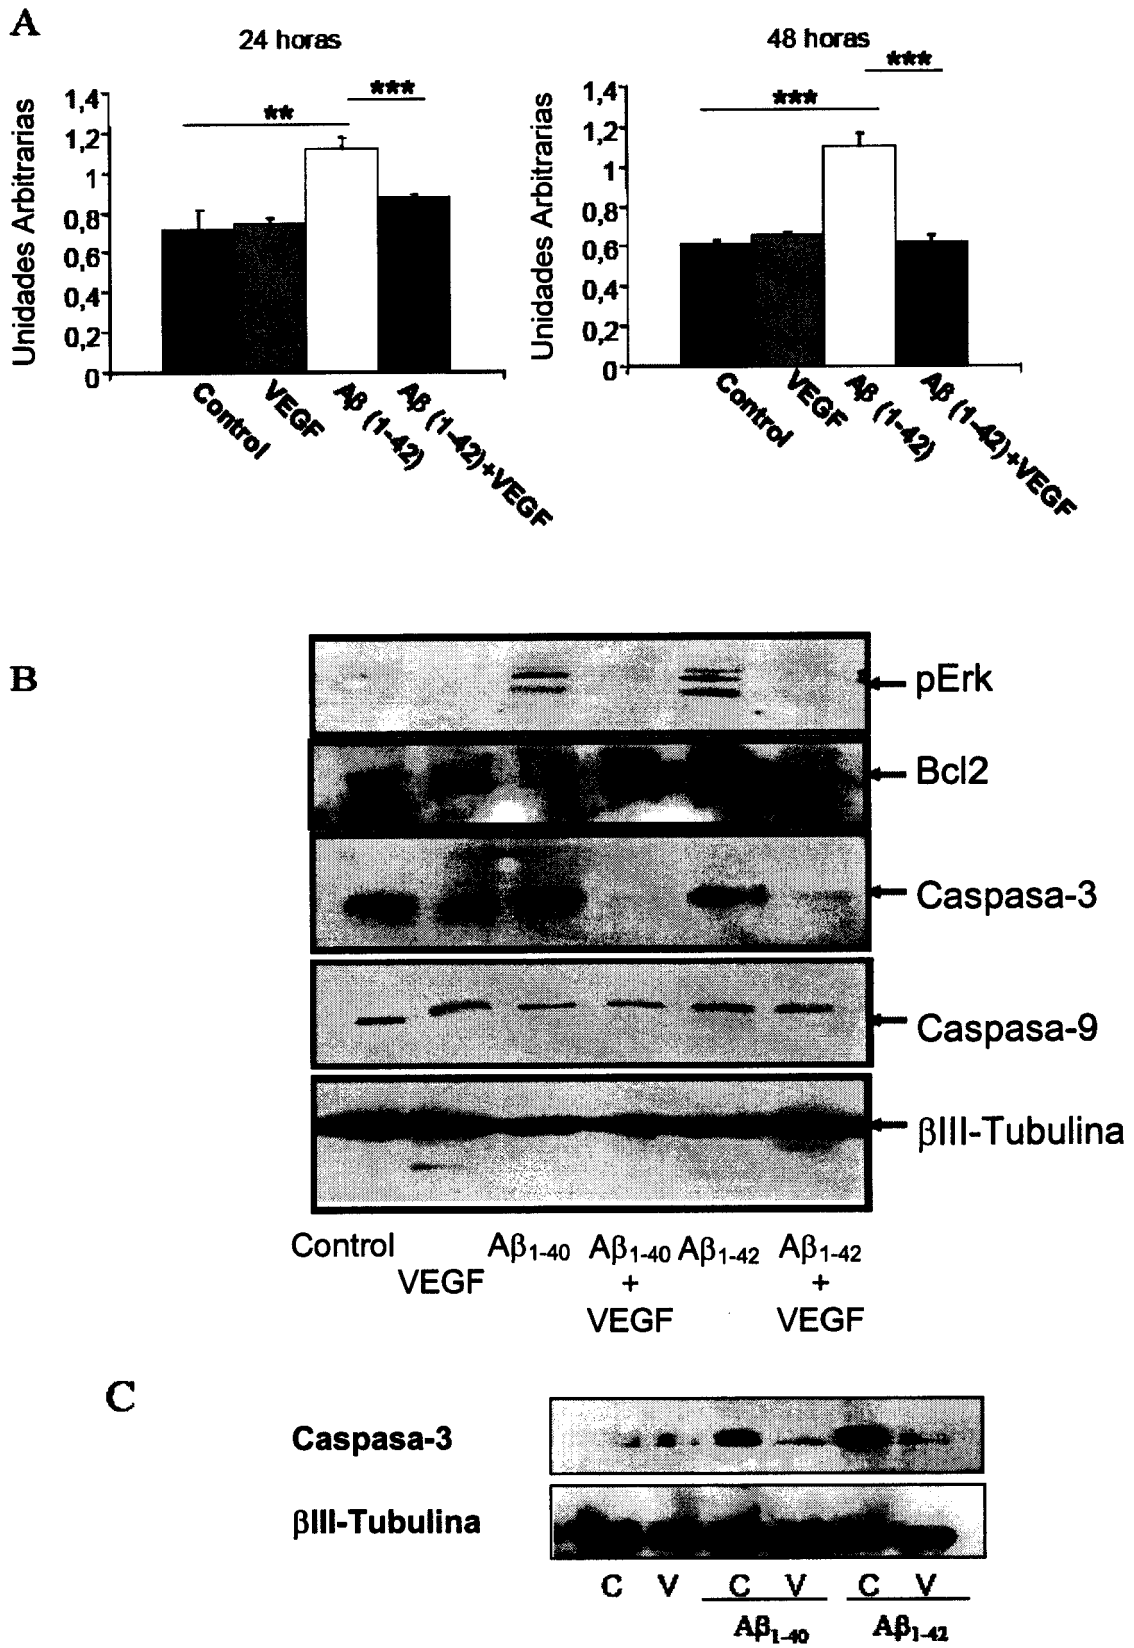 A
24 horas
48 horas
Unidades Arbitrarias
1,4
1,2
1
0,8
0,6
0,4
0,2
0
**
***
Control
VEGF
Aβ (1-42)
Aβ (1-42)+VEGF
Unidades Arbitrarias
1,4
1,2
1
0,8
0,6
0,4
0,2
0
***
***
Control
VEGF
Aβ (1-42)
Aβ (1-42)+VEGF
B
pErk
Bcl2
Caspasa-3
Caspasa-9
βIII-Tubulina
Control
VEGF
Aβ1-40
Aβ1-40
+
VEGF
Aβ1-42
Aβ1-42
+
VEGF
C
Caspasa-3
βIII-Tubulina
C V C V C V
Aβ1-40 Aβ1-42